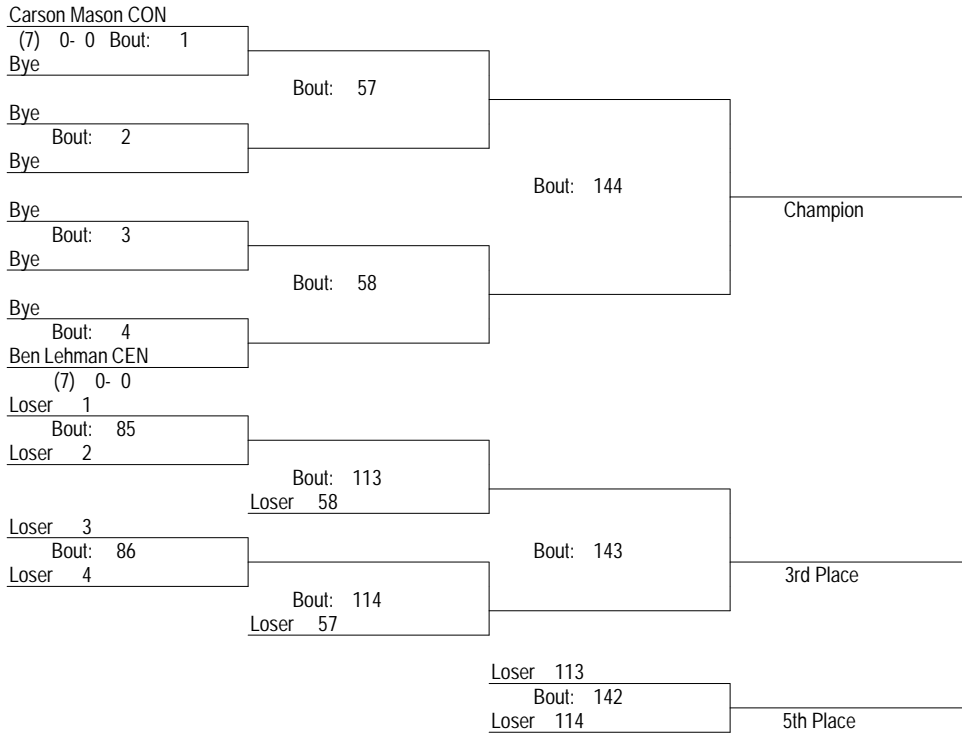 Carson Mason CON
(7) 0- 0 Bout: 1
Bye
Bout: 57
Bye
Bout: 2
Bye
Bout: 144
Bye
Champion
Bout: 3
Bye
Bout: 58
Bye
Bout: 4
Ben Lehman CEN
(7) 0- 0
Loser 1
Bout: 85
Loser 2
Bout: 113
Loser 58
Loser 3
Bout: 86
Bout: 143
Loser 4
3rd Place
Bout: 114
Loser 57
Loser 113
Bout: 142
Loser 114
5th Place